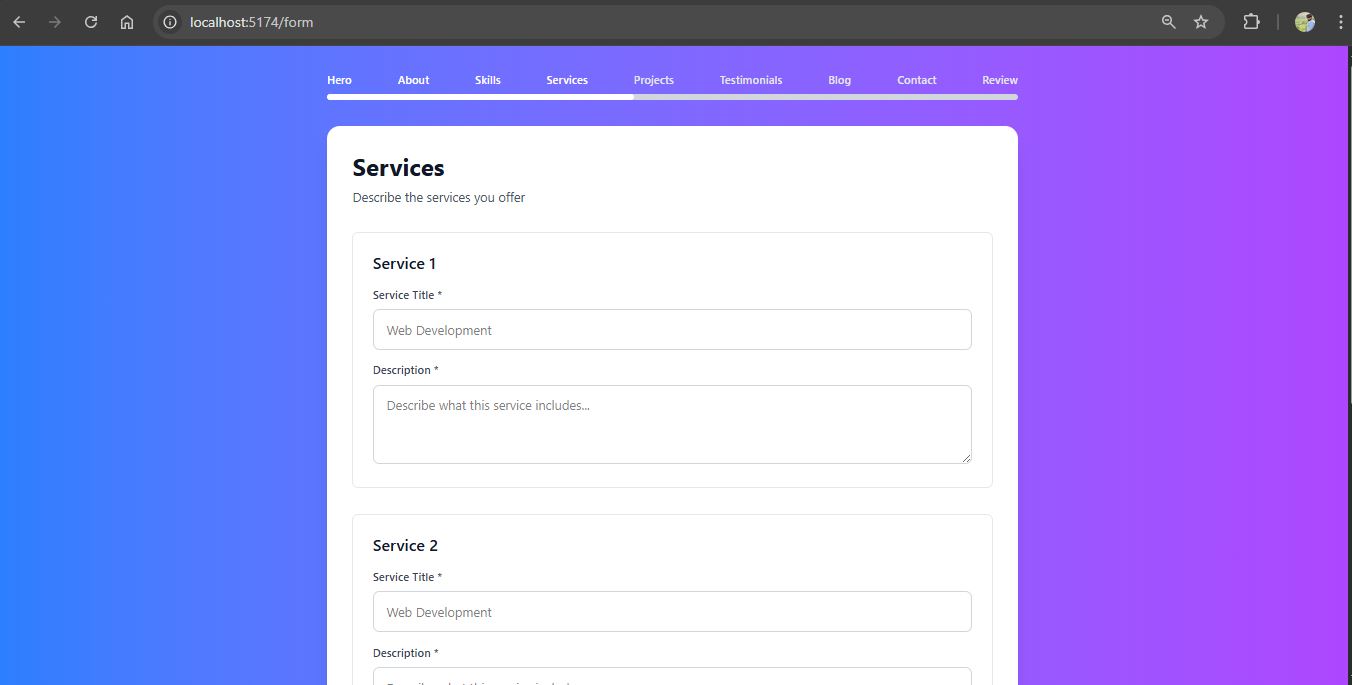 localhost:5174/form
Hero About Skills Services Projects Testimonials Blog Contact Review
Services
Describe the services you offer
Service 1
Service Title *
Web Development
Description *
Describe what this service includes...
Service 2
Service Title *
Web Development
Description *